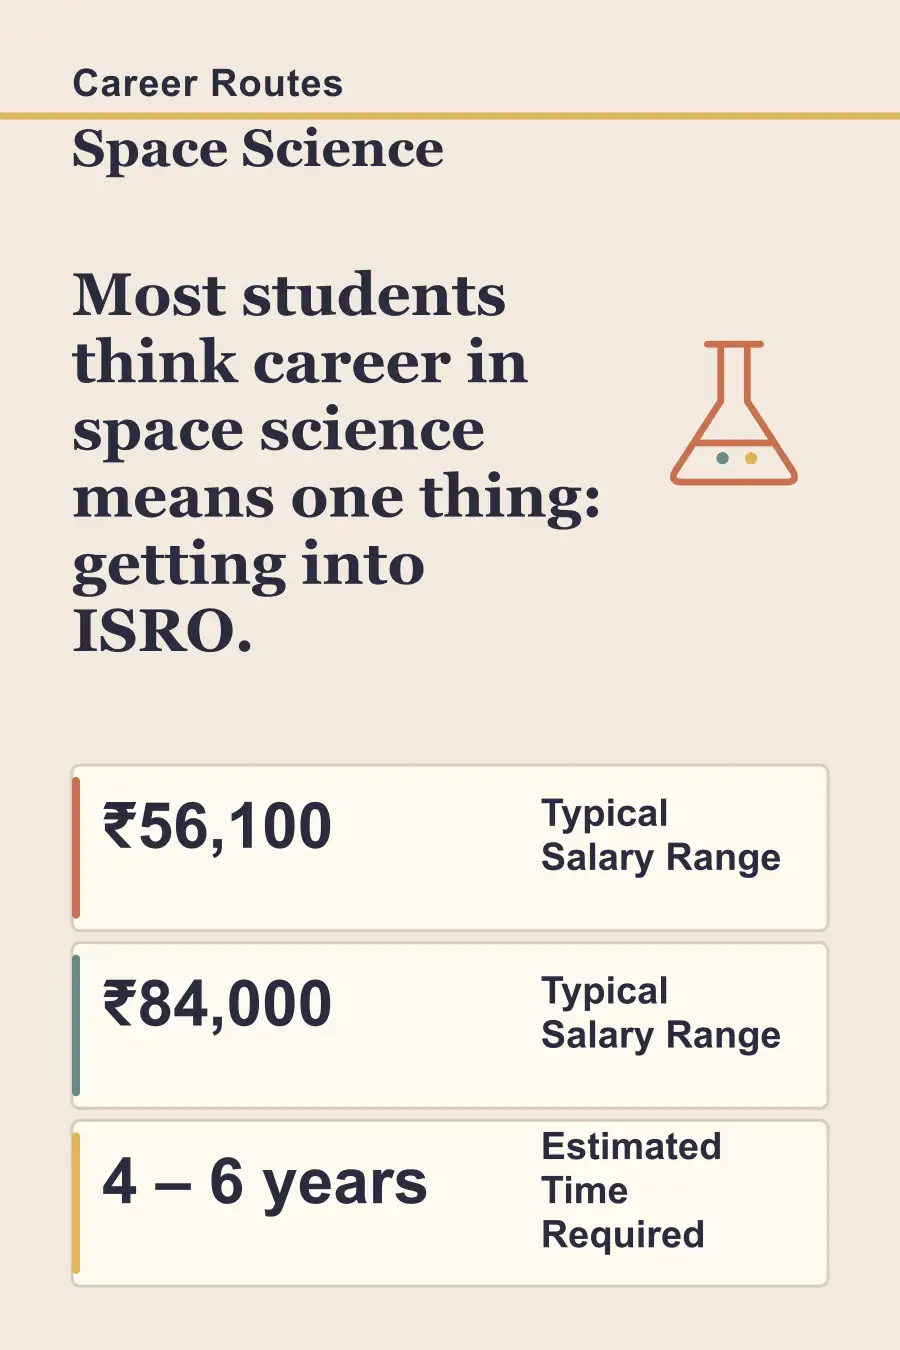 Career Routes
Space Science
Most students
think career in
space science
means one thing:
getting into
ISRO.
₹56,100
Typical
Salary Range
₹84,000
Typical
Salary Range
4 – 6 years
Estimated
Time
Required